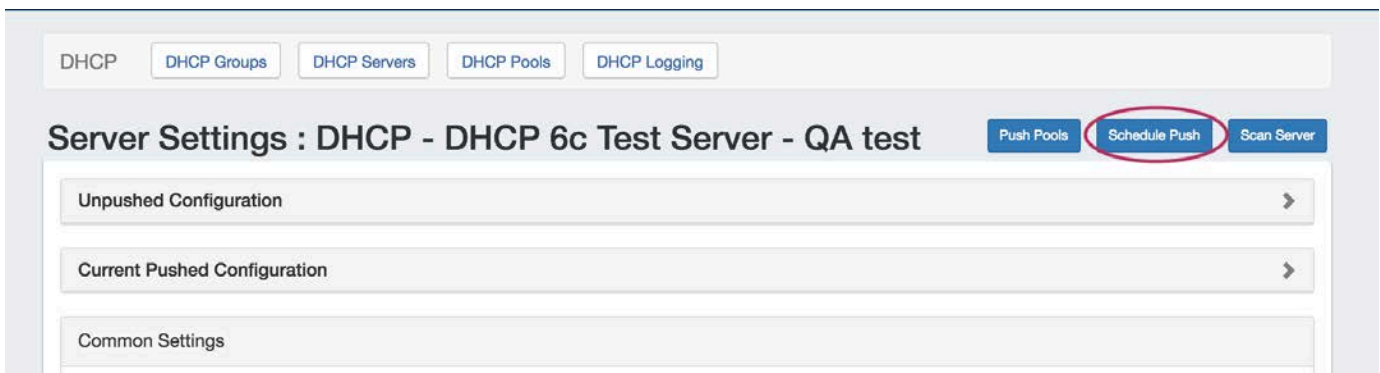 DHCP DHCP Groups DHCP Servers DHCP Pools DHCP Logging
Server Settings : DHCP - DHCP 6c Test Server - QA test Push Pools Schedule Push Scan Server
Unpushed Configuration
Current Pushed Configuration
Common Settings